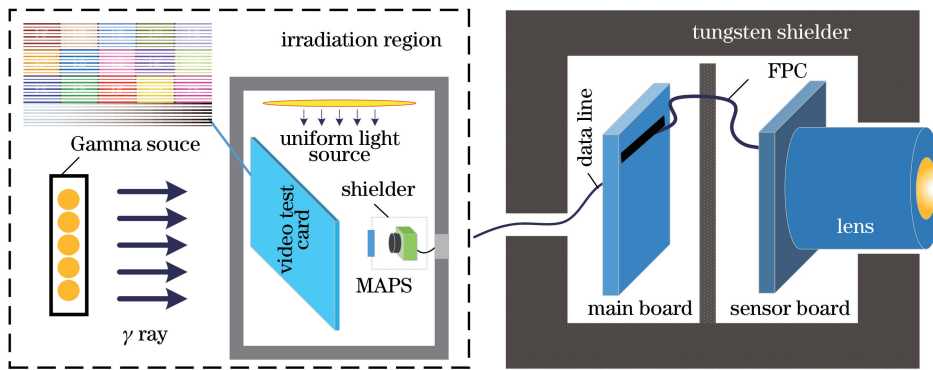 irradiation region
Gamma souce
γ ray
uniform light
source
video test
card
shielder
MAPS
tungsten shielder
FPC
data line
lens
main board
sensor board